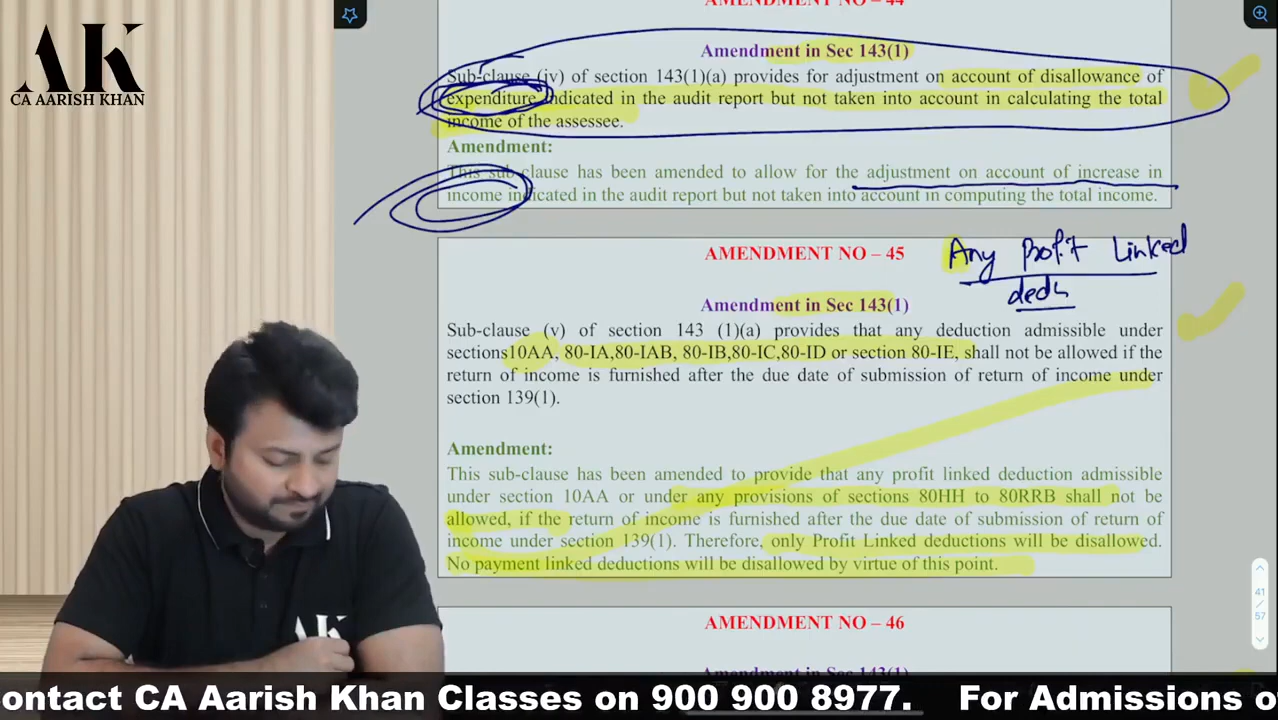 AMENDMENT NO – 44
AK
CA AARISH KHAN
Amendment in Sec 143(1)
Sub-clause (iv) of section 143(1)(a) provides for adjustment on account of disallowance of
expenditure indicated in the audit report but not taken into account in calculating the total
income of the assessee.
Amendment:
This sub-clause has been amended to allow for the adjustment on account of increase in
income indicated in the audit report but not taken into account in computing the total income.
AMENDMENT NO – 45
Any Profit Linked
dedn
Amendment in Sec 143(1)
Sub-clause (v) of section 143 (1)(a) provides that any deduction admissible under
sections10AA, 80-IA,80-IAB, 80-IB,80-IC,80-ID or section 80-IE, shall not be allowed if the
return of income is furnished after the due date of submission of return of income under
section 139(1).
Amendment:
This sub-clause has been amended to provide that any profit linked deduction admissible
under section 10AA or under any provisions of sections 80HH to 80RRB shall not be
allowed, if the return of income is furnished after the due date of submission of return of
income under section 139(1). Therefore, only Profit Linked deductions will be disallowed.
No payment linked deductions will be disallowed by virtue of this point.
41
/
57
AMENDMENT NO – 46
AK
Amendment in Sec 143(1)
ontact CA Aarish Khan Classes on 900 900 8977. For Admissions o